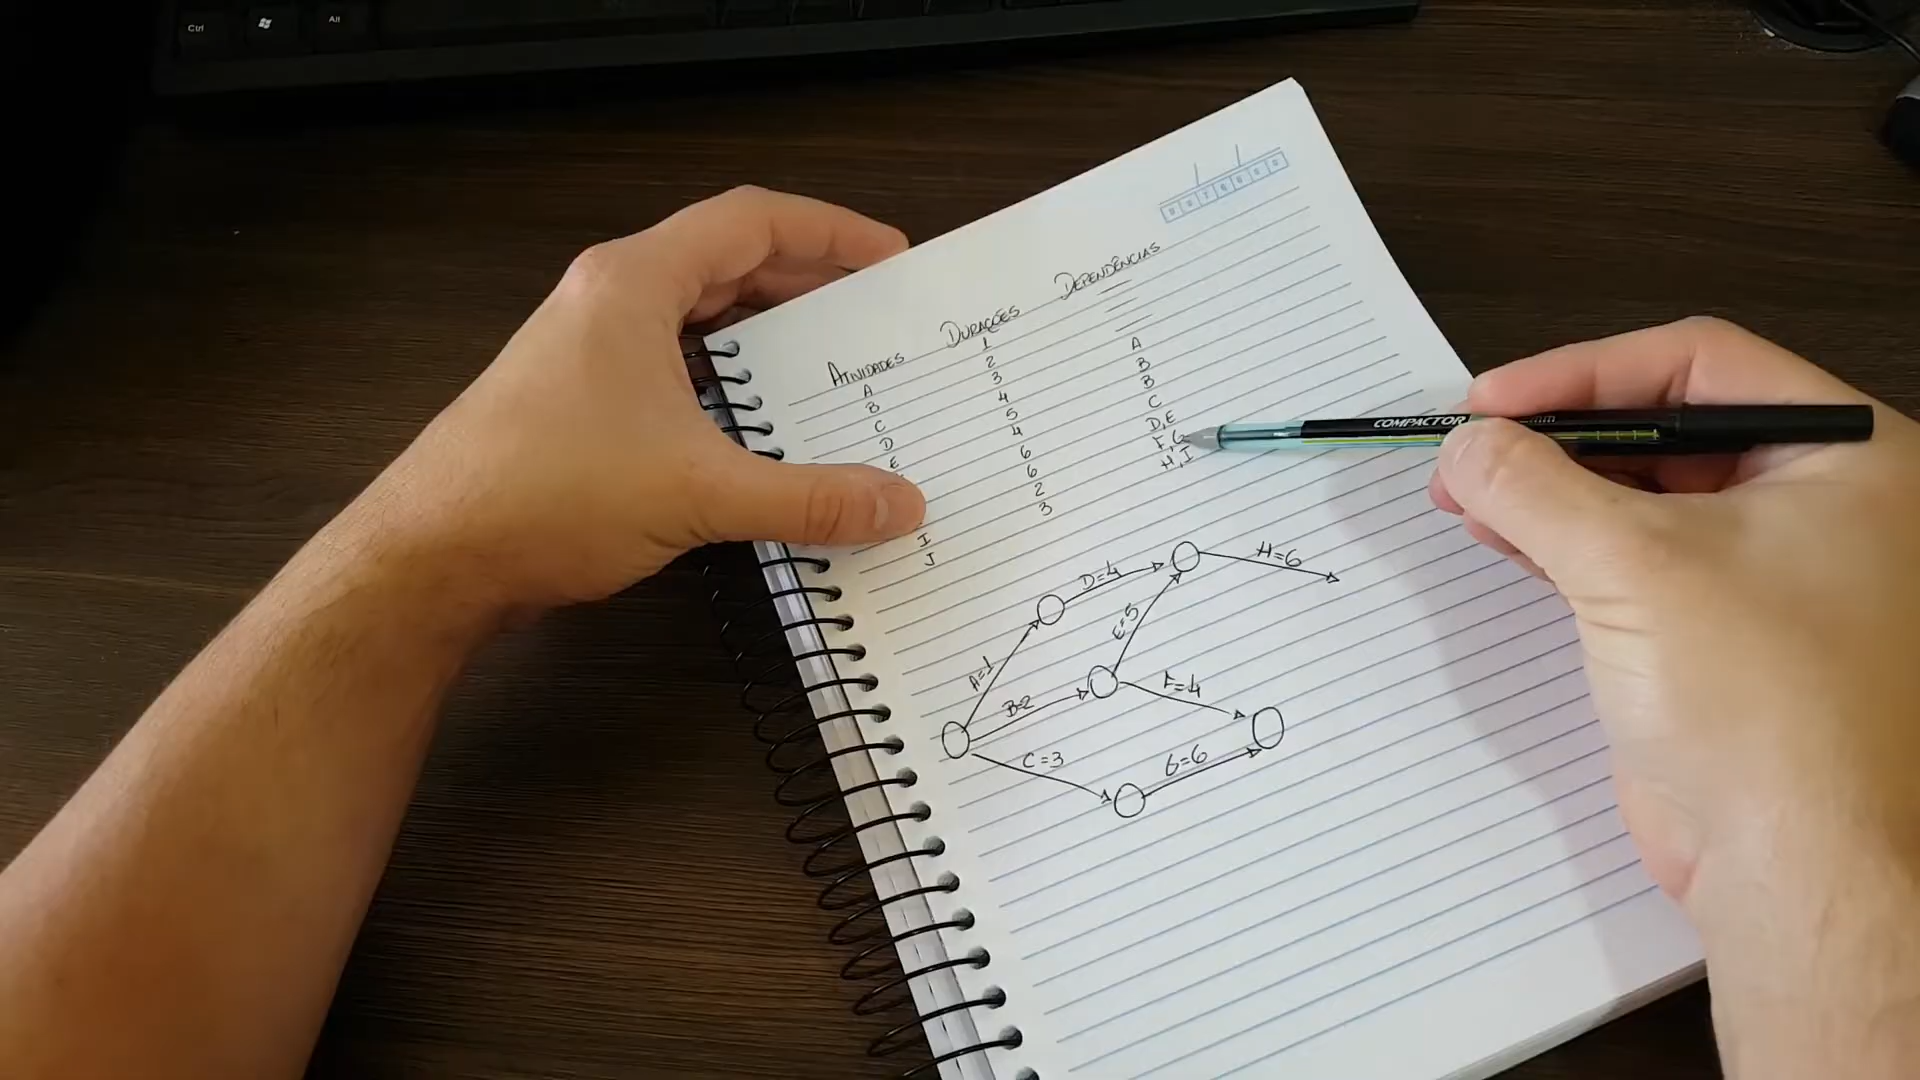 Ctrl
Alt
ATIVIDADES DURAÇÕES DEPENDÊNCIAS
A 1 —
B 2 —
C 3 —
D 4 A
E 5 B
4 B
6 C
6 D,E
I 2 F,G
J 3 H,I
COMPACTOR
mm
H=6
D=4
E=5
A=1
F=4
B=2
C=3
G=6